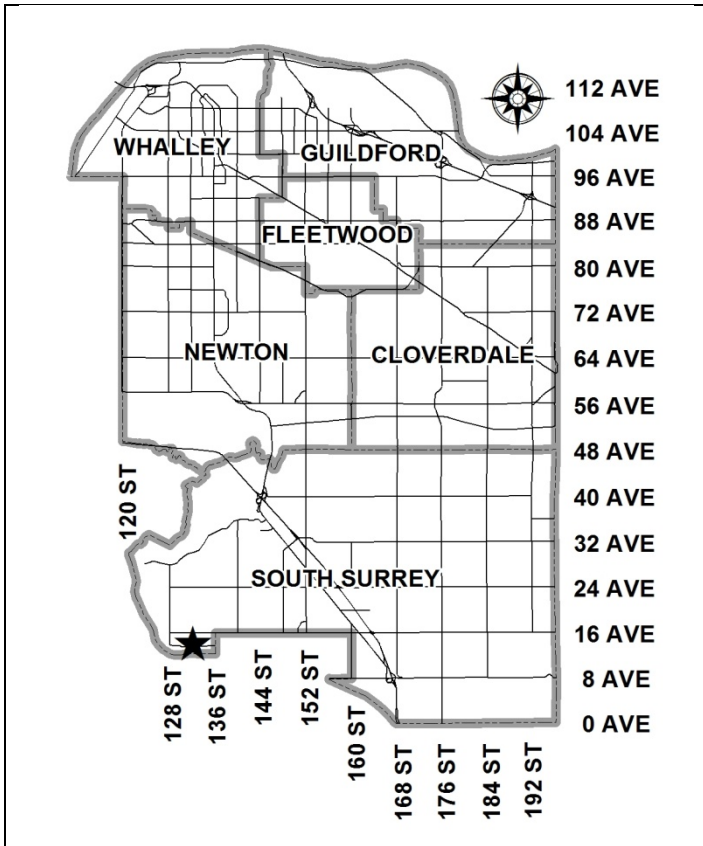 112 AVE
104 AVE
WHALLEY
GUILDFORD
96 AVE
88 AVE
FLEETWOOD
80 AVE
72 AVE
NEWTON
CLOVERDALE
64 AVE
56 AVE
48 AVE
120 ST
40 AVE
32 AVE
SOUTH SURREY
24 AVE
16 AVE
8 AVE
0 AVE
128 ST
136 ST
144 ST
152 ST
160 ST
168 ST
176 ST
184 ST
192 ST